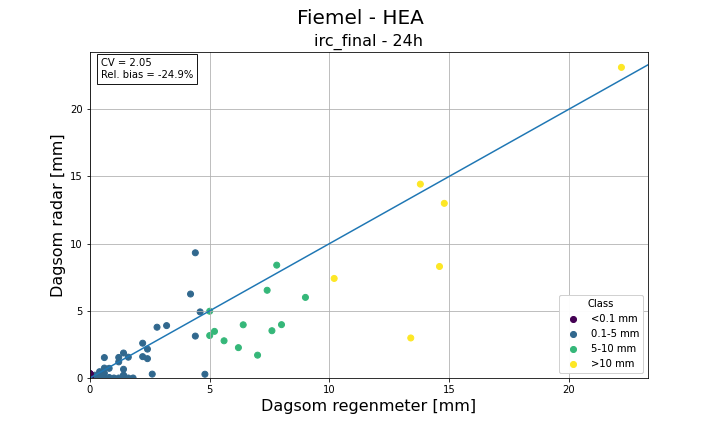 Fiemel - HEA
irc_final - 24h
CV = 2.05
Rel. bias = -24.9%
Dagsom radar [mm]
20
15
10
5
0
0 5 10 15 20
Dagsom regenmeter [mm]
Class
<0.1 mm
0.1-5 mm
5-10 mm
>10 mm